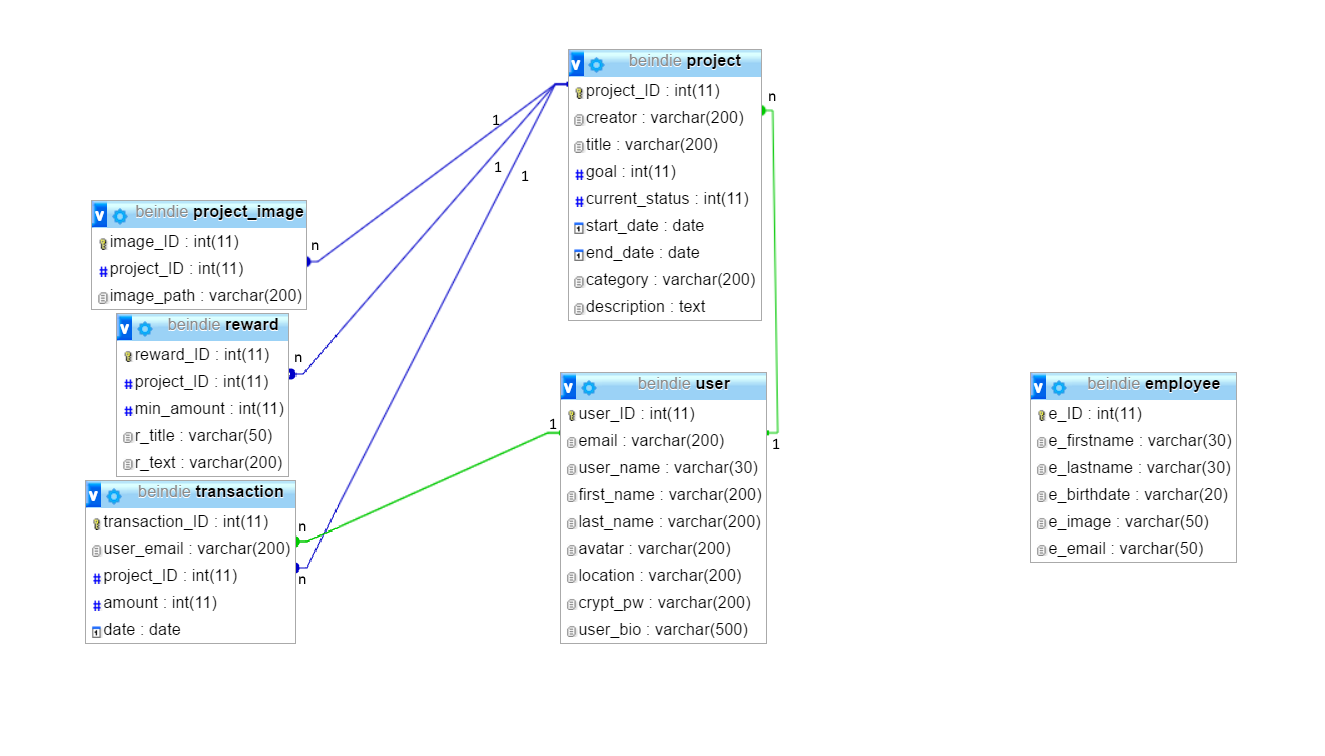 beindie project
project_ID : int(11)
creator : varchar(200)
title : varchar(200)
goal : int(11)
current_status : int(11)
start_date : date
end_date : date
category : varchar(200)
description : text
n
1
1
1
beindie project_image
image_ID : int(11)
project_ID : int(11)
image_path : varchar(200)
n
beindie reward
reward_ID : int(11)
project_ID : int(11)
min_amount : int(11)
r_title : varchar(50)
r_text : varchar(200)
n
beindie transaction
transaction_ID : int(11)
user_email : varchar(200)
project_ID : int(11)
amount : int(11)
date : date
n
n
1
beindie user
user_ID : int(11)
email : varchar(200)
user_name : varchar(30)
first_name : varchar(200)
last_name : varchar(200)
avatar : varchar(200)
location : varchar(200)
crypt_pw : varchar(200)
user_bio : varchar(500)
1
beindie employee
e_ID : int(11)
e_firstname : varchar(30)
e_lastname : varchar(30)
e_birthdate : varchar(20)
e_image : varchar(50)
e_email : varchar(50)